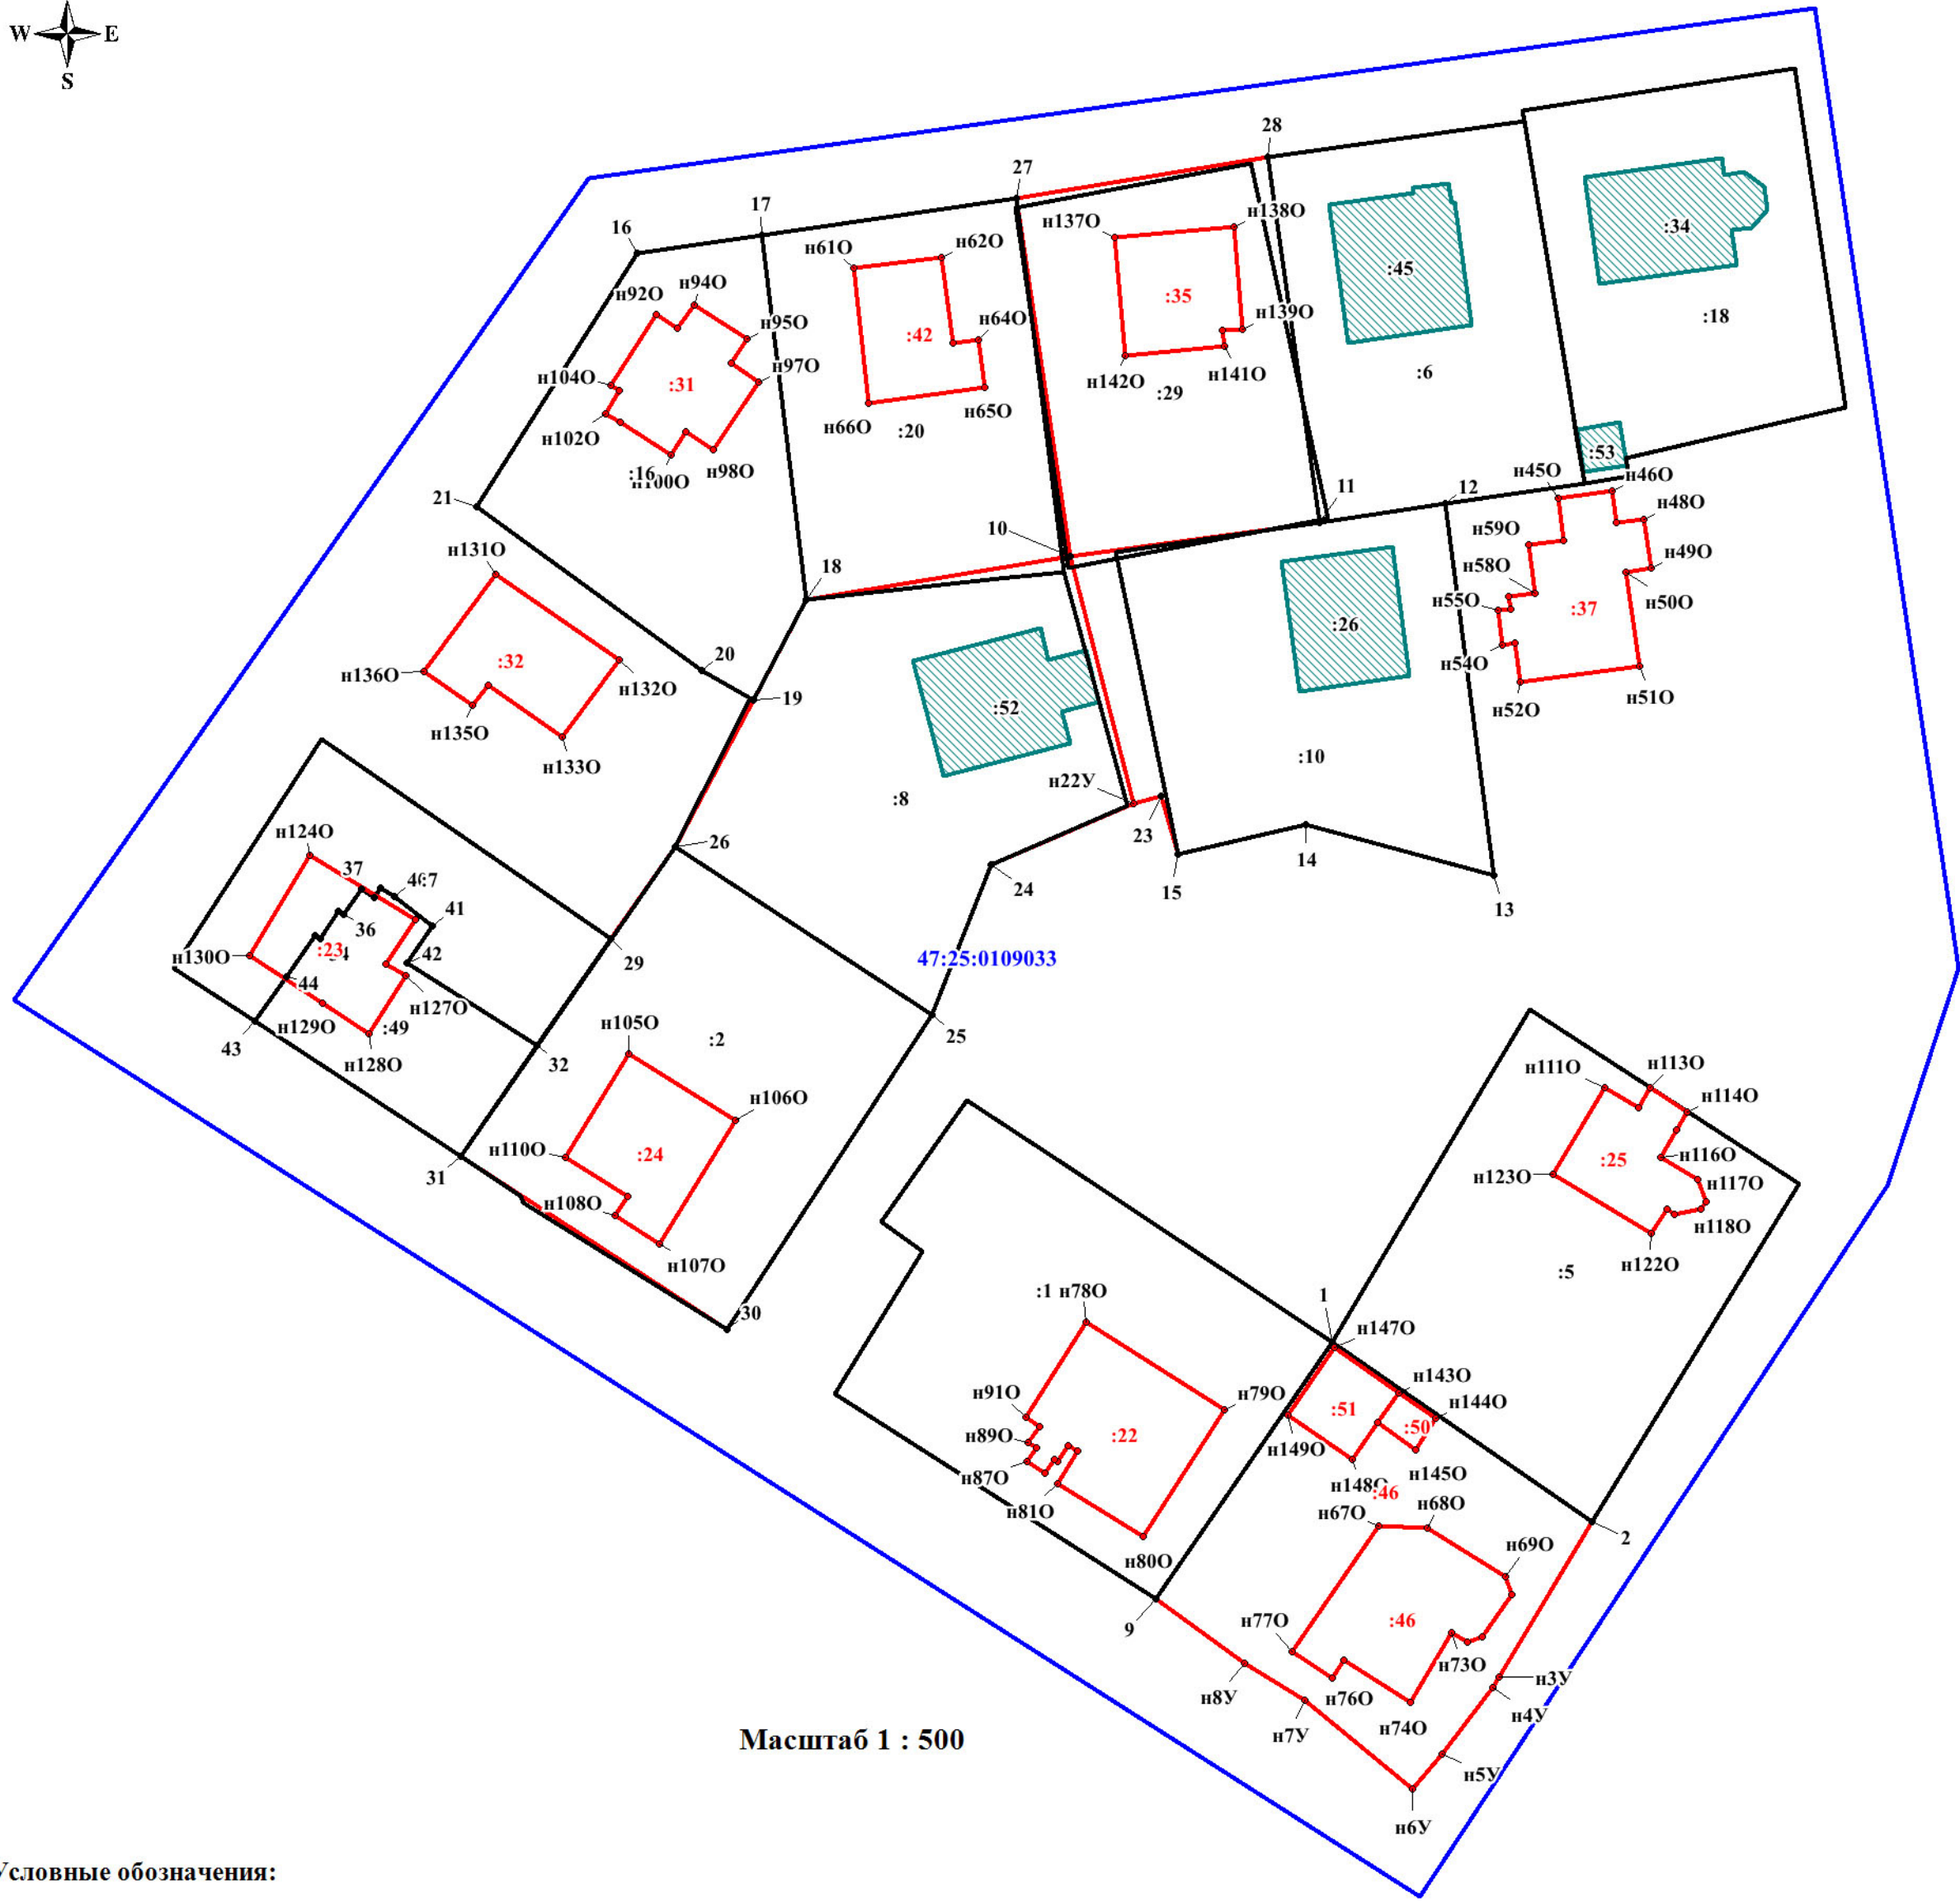 W E
S
28
27
17
16
н137О
н138О
:34
н61О
н62О
:45
н94О
н92О
:35
н139О
:18
н95О
н64О
:42
н97О
н104О
:31
н142О
н141О
:6
:29
н65О
н102О
н66О
:20
н98О
:53
:16
н100О
н45О
н46О
21
11
12
н48О
н59О
10
н131О
н49О
18
н58О
н55О
н50О
:37
:26
20
н54О
:32
н136О
н132О
19
н51О
:52
н52О
н135О
н133О
:10
н22У
:8
н124О
26
23
14
37
40
:7
24
15
41
13
36
:23
34
н130О
42
29
47:25:0109033
44
н127О
н129О
:49
43
н128О
н105О
:2
25
32
н111О
н113О
н106О
н114О
н110О
:24
н116О
:25
31
н123О
н117О
н108О
н118О
н107О
н122О
:5
:1
н78О
30
1
н147О
н143О
н91О
н79О
н144О
:51
:50
н89О
:22
н149О
н87О
н145О
н148О
:46
н81О
н67О
н68О
2
н69О
н80О
н77О
:46
9
н73О
н3У
н8У
н76О
н4У
н7У
н74О
Масштаб 1 : 500
н5У
н6У
Условные обозначения: